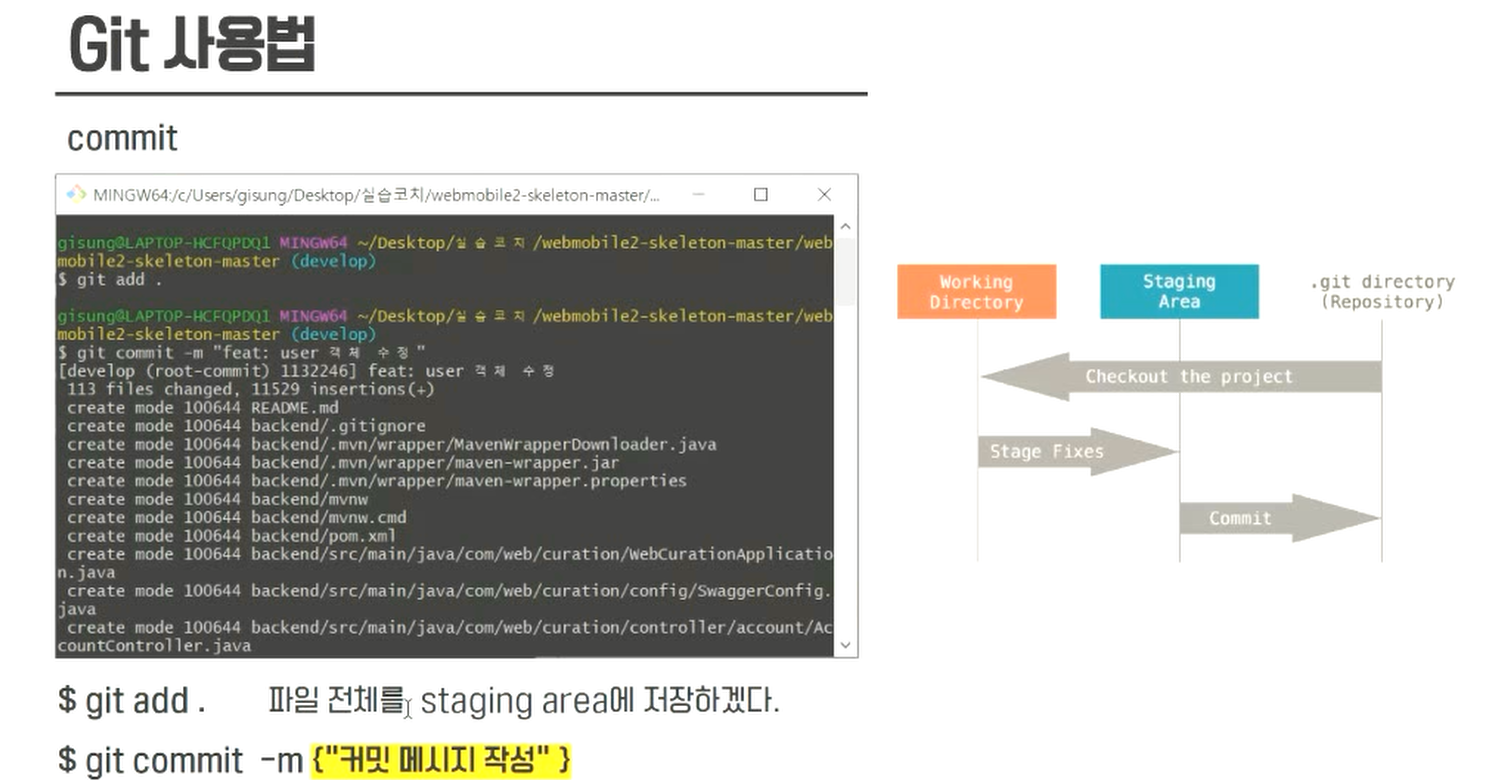 Git 사용법
commit
MINGW64:/c/Users/gisung/Desktop/실습코치/webmobile2-skeleton-master/...
gisung@LAPTOP-HCFQPDQ1 MINGW64 ~/Desktop/실습코치/webmobile2-skeleton-master/web
mobile2-skeleton-master (develop)
$ git add .
gisung@LAPTOP-HCFQPDQ1 MINGW64 ~/Desktop/실습코치/webmobile2-skeleton-master/web
mobile2-skeleton-master (develop)
$ git commit -m "feat: user 객체 수정"
[develop (root-commit) 1132246] feat: user 객체 수정
113 files changed, 11529 insertions(+)
create mode 100644 README.md
create mode 100644 backend/.gitignore
create mode 100644 backend/.mvn/wrapper/MavenWrapperDownloader.java
create mode 100644 backend/.mvn/wrapper/maven-wrapper.jar
create mode 100644 backend/.mvn/wrapper/maven-wrapper.properties
create mode 100644 backend/mvnw
create mode 100644 backend/mvnw.cmd
create mode 100644 backend/pom.xml
create mode 100644 backend/src/main/java/com/web/curation/WebCurationApplicatio
n.java
create mode 100644 backend/src/main/java/com/web/curation/config/SwaggerConfig.
java
create mode 100644 backend/src/main/java/com/web/curation/controller/account/Ac
countController.java
Working
Directory
Staging
Area
.git directory
(Repository)
Checkout the project
Stage Fixes
Commit
$ git add . 파일 전체를 staging area에 저장하겠다.
$ git commit -m {"커밋 메시지 작성" }